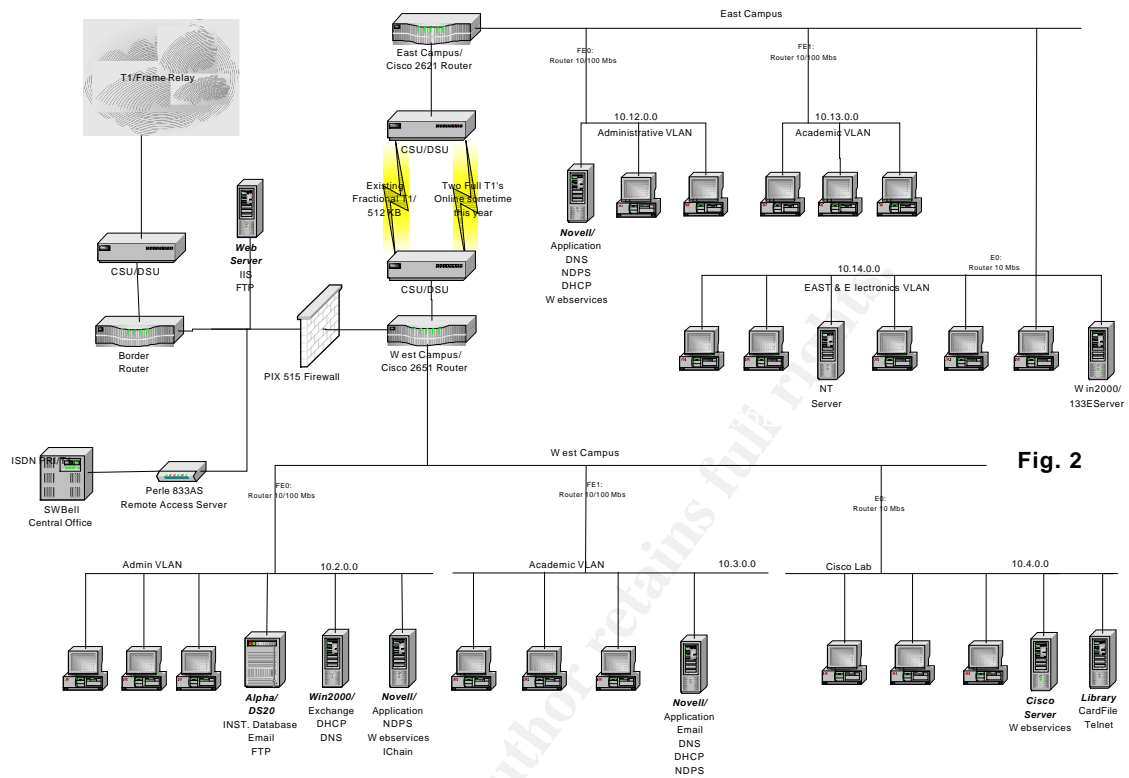 East Campus
East Campus/
Cisco 2621 Router
FE0:
Router 10/100 Mbs
FE1:
Router 10/100 Mbs
T1/Frame Relay
10.12.0.0
Administrative VLAN
10.13.0.0
Academic VLAN
CSU/DSU
Existing
Fractional T1/
512 KB
Two Full T1's
Online sometime
this year
Web
Server
IIS
FTP
Novell/
Application
DNS
NDPS
DHCP
Webservices
CSU/DSU
CSU/DSU
10.14.0.0
EAST & Electronics VLAN
E0:
Router 10 Mbs
Border
Router
PIX 515 Firewall
West Campus/
Cisco 2651 Router
NT
Server
Win2000/
133EServer
ISDN PRI/T1
SWBell
Central Office
Perle 833AS
Remote Access Server
West Campus
Fig. 2
FE0:
Router 10/100 Mbs
FE1:
Router 10/100 Mbs
E0:
Router 10 Mbs
Admin VLAN
10.2.0.0
Academic VLAN
10.3.0.0
Cisco Lab
10.4.0.0
Alpha/
DS20
INST. Database
Email
FTP
Win2000/
Exchange
DHCP
DNS
Novell/
Application
NDPS
Webservices
IChain
Novell/
Application
Email
DNS
DHCP
NDPS
Cisco
Server
Webservices
Library
CardFile
Telnet
author retains full rights.